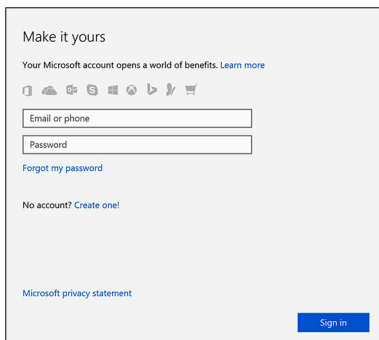 Make it yours
Your Microsoft account opens a world of benefits. Learn more
Email or phone
Password
Forgot my password
No account? Create one!
Microsoft privacy statement
Sign in